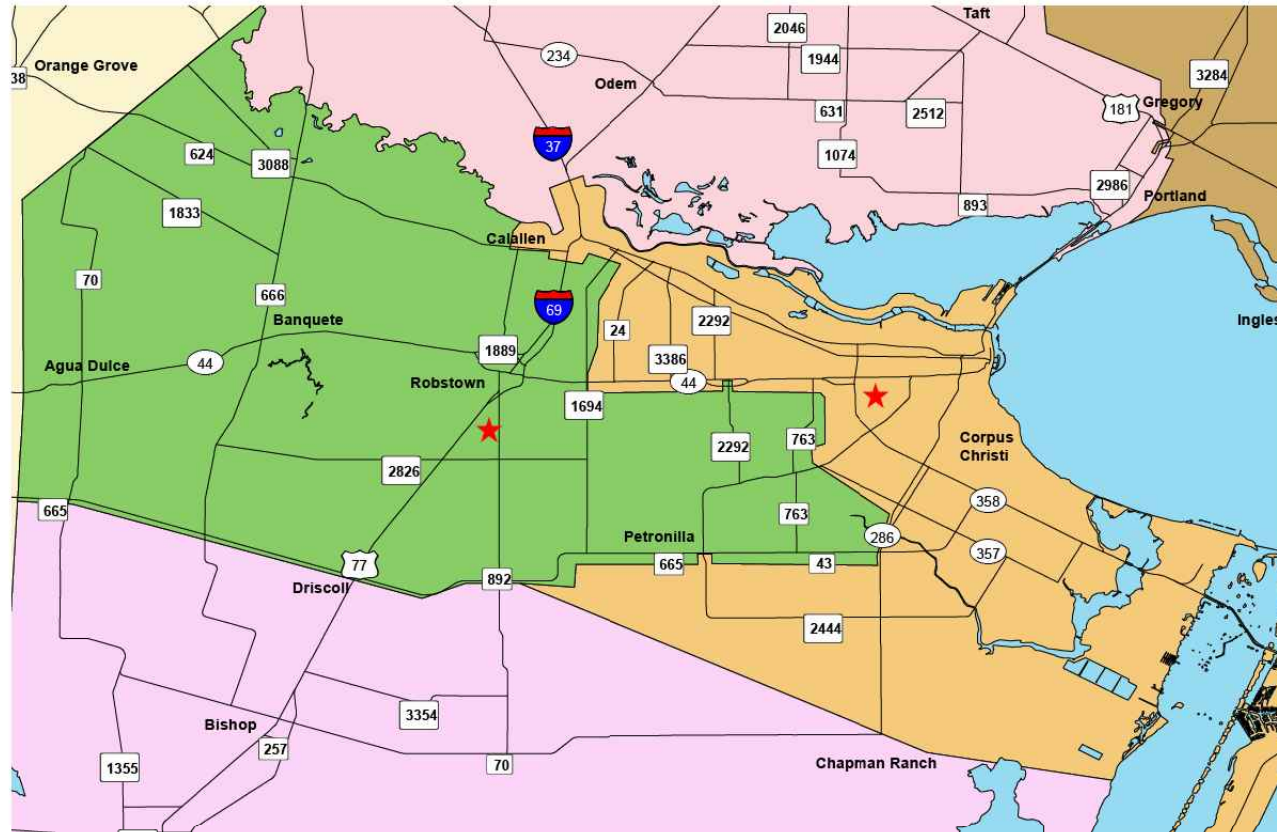 Taft
2046
Orange Grove
38
234
1944
3284
Odem
631
2512
181
Gregory
37
1074
624
3088
2986
Portland
893
1833
Calallen
70
666
69
Ingles
Banquete
24
2292
1889
3386
Agua Dulce
44
Robstown
44
1694
763
2292
Corpus
Christi
2826
358
665
763
Petronilla
286
77
357
665
43
Driscoll
892
2444
3354
Bishop
257
70
Chapman Ranch
1355